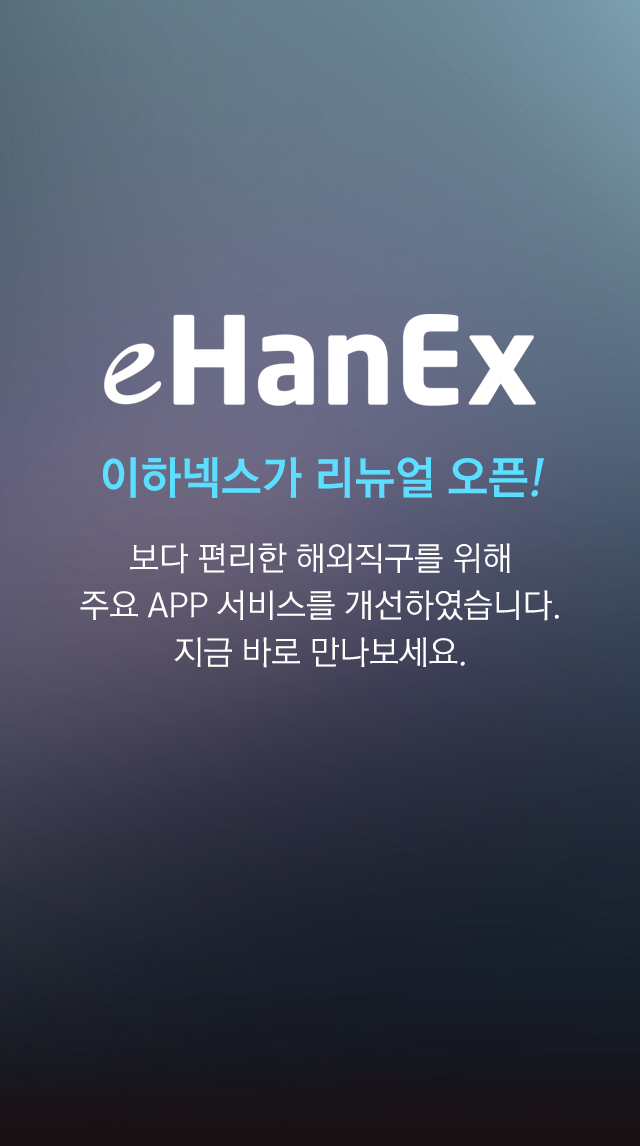 eHanEx
이하넥스가 리뉴얼 오픈!
보다 편리한 해외직구를 위해
주요 APP 서비스를 개선하였습니다.
지금 바로 만나보세요.